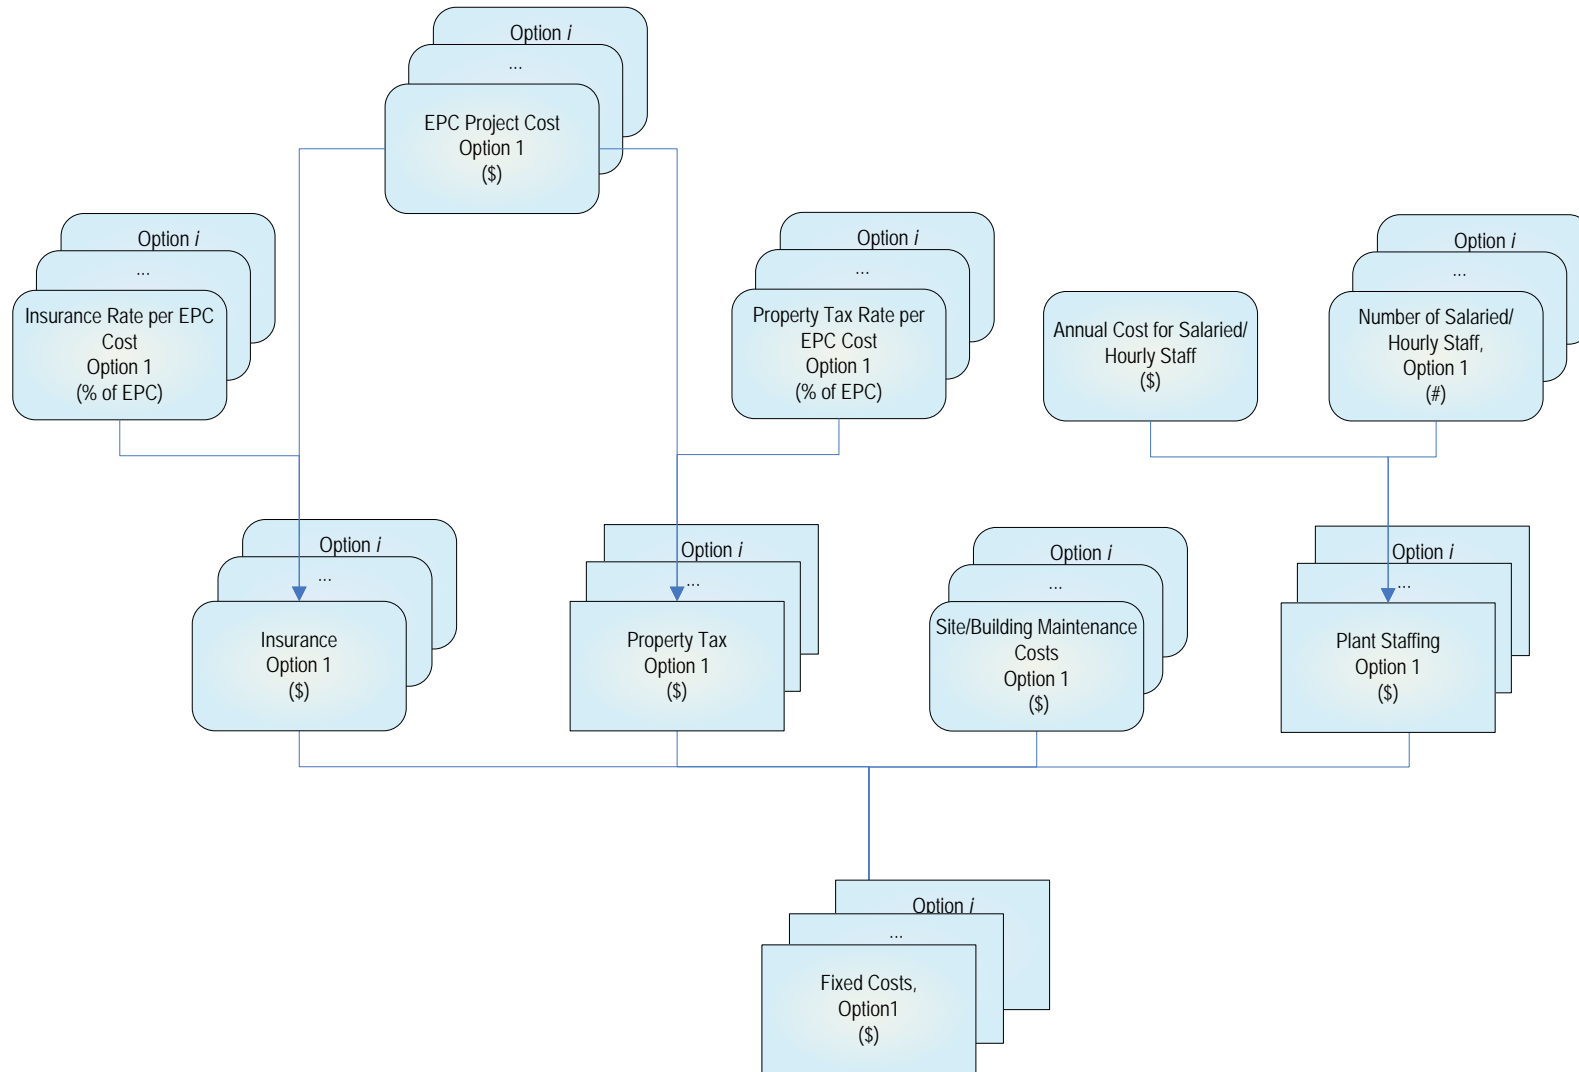 Option i
...
EPC Project Cost
Option 1
($)
Option i
...
Insurance Rate per EPC
Cost
Option 1
(% of EPC)
Option i
...
Property Tax Rate per
EPC Cost
Option 1
(% of EPC)
Annual Cost for Salaried/
Hourly Staff
($)
Option i
...
Number of Salaried/
Hourly Staff,
Option 1
(#)
Option i
...
Insurance
Option 1
($)
Option i
...
Property Tax
Option 1
($)
Option i
...
Site/Building Maintenance
Costs
Option 1
($)
Option i
...
Plant Staffing
Option 1
($)
Option i
...
Fixed Costs,
Option1
($)